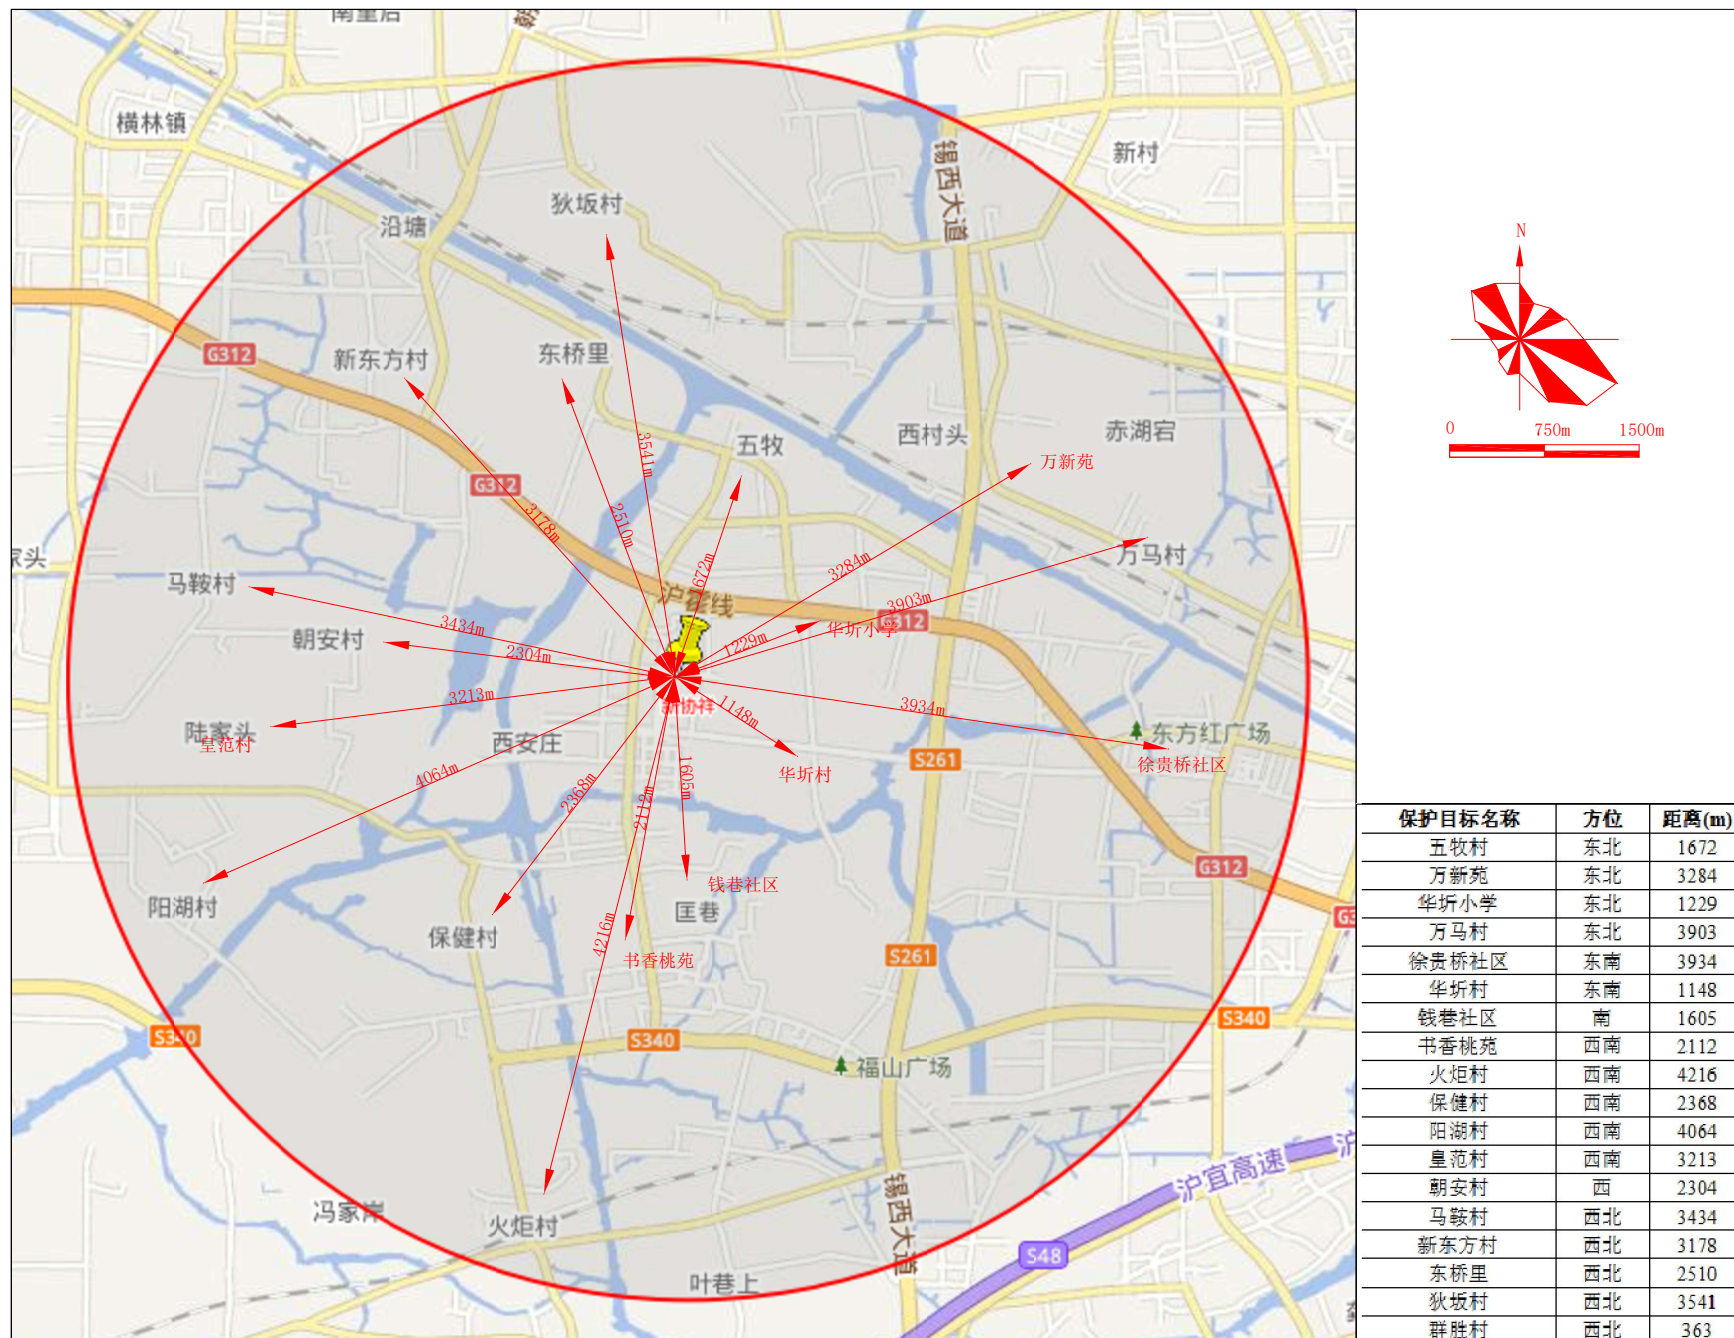 南星启
朝
横林镇
新村
锡西大道
狄坂村
沿塘
N
G312
新东方村
东桥里
0 750m 1500m
五牧
西村头
赤湖宕
万新苑
3541m
G312
3178m
2510m
家头
万马村
马鞍村
1672m
3284m
沪霍线
3903m
G312
3434m
朝安村
1229m
华圻小学
2304m
3213m
新协祥
1148m
3934m
陆家头
皇范村
西安庄
东方红广场
S261
徐贵桥社区
4064m
1605m
华圻村
2368m
2112m
G312
钱巷社区
阳湖村
匡巷
保健村
4216m
书香桃苑
S261
S340
S340
S340
福山广场
沪宜高速
沪
锡西大道
冯家岸
火炬村
S48
叶巷上
保护目标名称 方位 距离(m)
五牧村 东北 1672
万新苑 东北 3284
华圻小学 东北 1229
万马村 东北 3903
徐贵桥社区 东南 3934
华圻村 东南 1148
钱巷社区 南 1605
书香桃苑 西南 2112
火炬村 西南 4216
保健村 西南 2368
阳湖村 西南 4064
皇范村 西南 3213
朝安村 西 2304
马鞍村 西北 3434
新东方村 西北 3178
东桥里 西北 2510
狄坂村 西北 3541
群胜村 西北 363